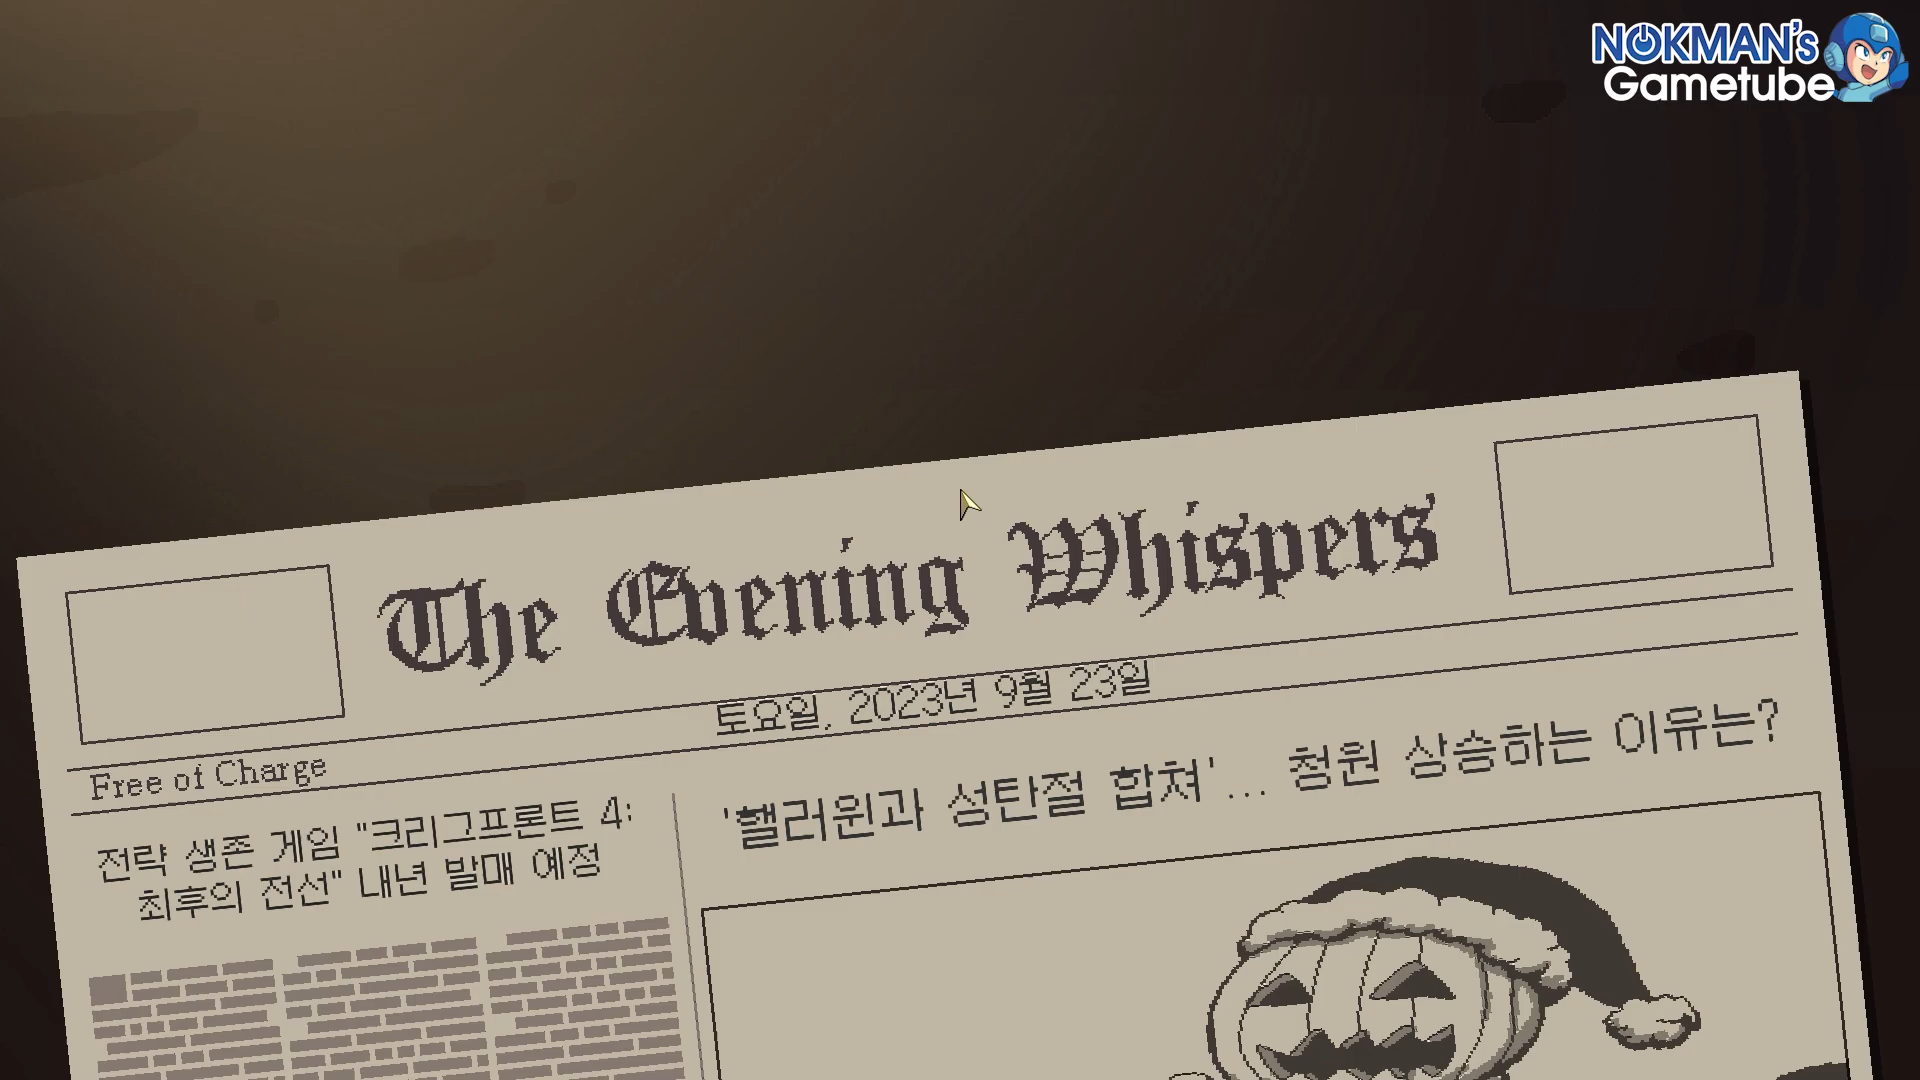 NOKMAN's
Gametube
The Evening Whispers
토요일, 2023년 9월 23일
Free of Charge
전략 생존 게임 "크리그프론트 4:
최후의 전선" 내년 발매 예정
'핼러윈과 성탄절 합쳐'... 청원 상승하는 이유는?